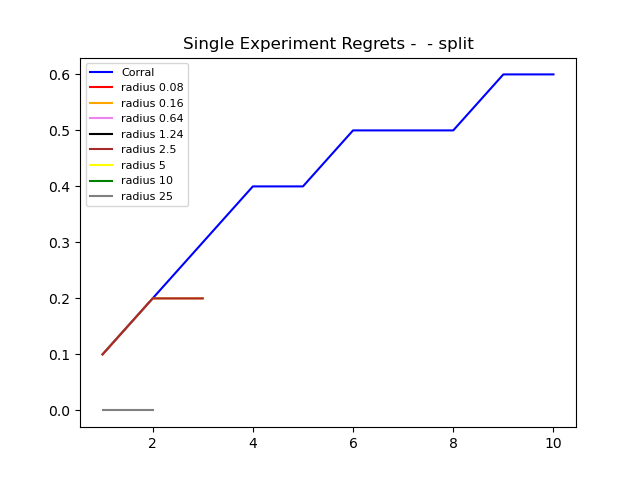 Single Experiment Regrets -  - split
Corral
radius 0.08
radius 0.16
radius 0.64
radius 1.24
radius 2.5
radius 5
radius 10
radius 25
0.6
0.5
0.4
0.3
0.2
0.1
0.0
2 4 6 8 10